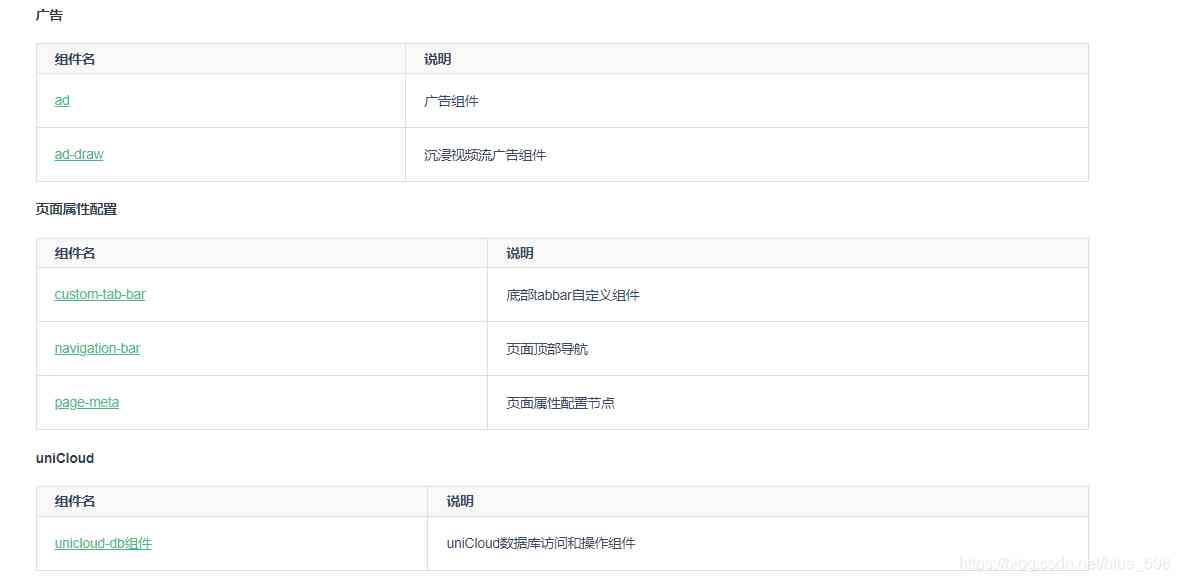 广告
组件名 说明
ad 广告组件
ad-draw 沉浸视频流广告组件
页面属性配置
组件名 说明
custom-tab-bar 底部tabbar自定义组件
navigation-bar 页面顶部导航
page-meta 页面属性配置节点
uniCloud
组件名 说明
unicloud-db组件 uniCloud数据库访问和操作组件